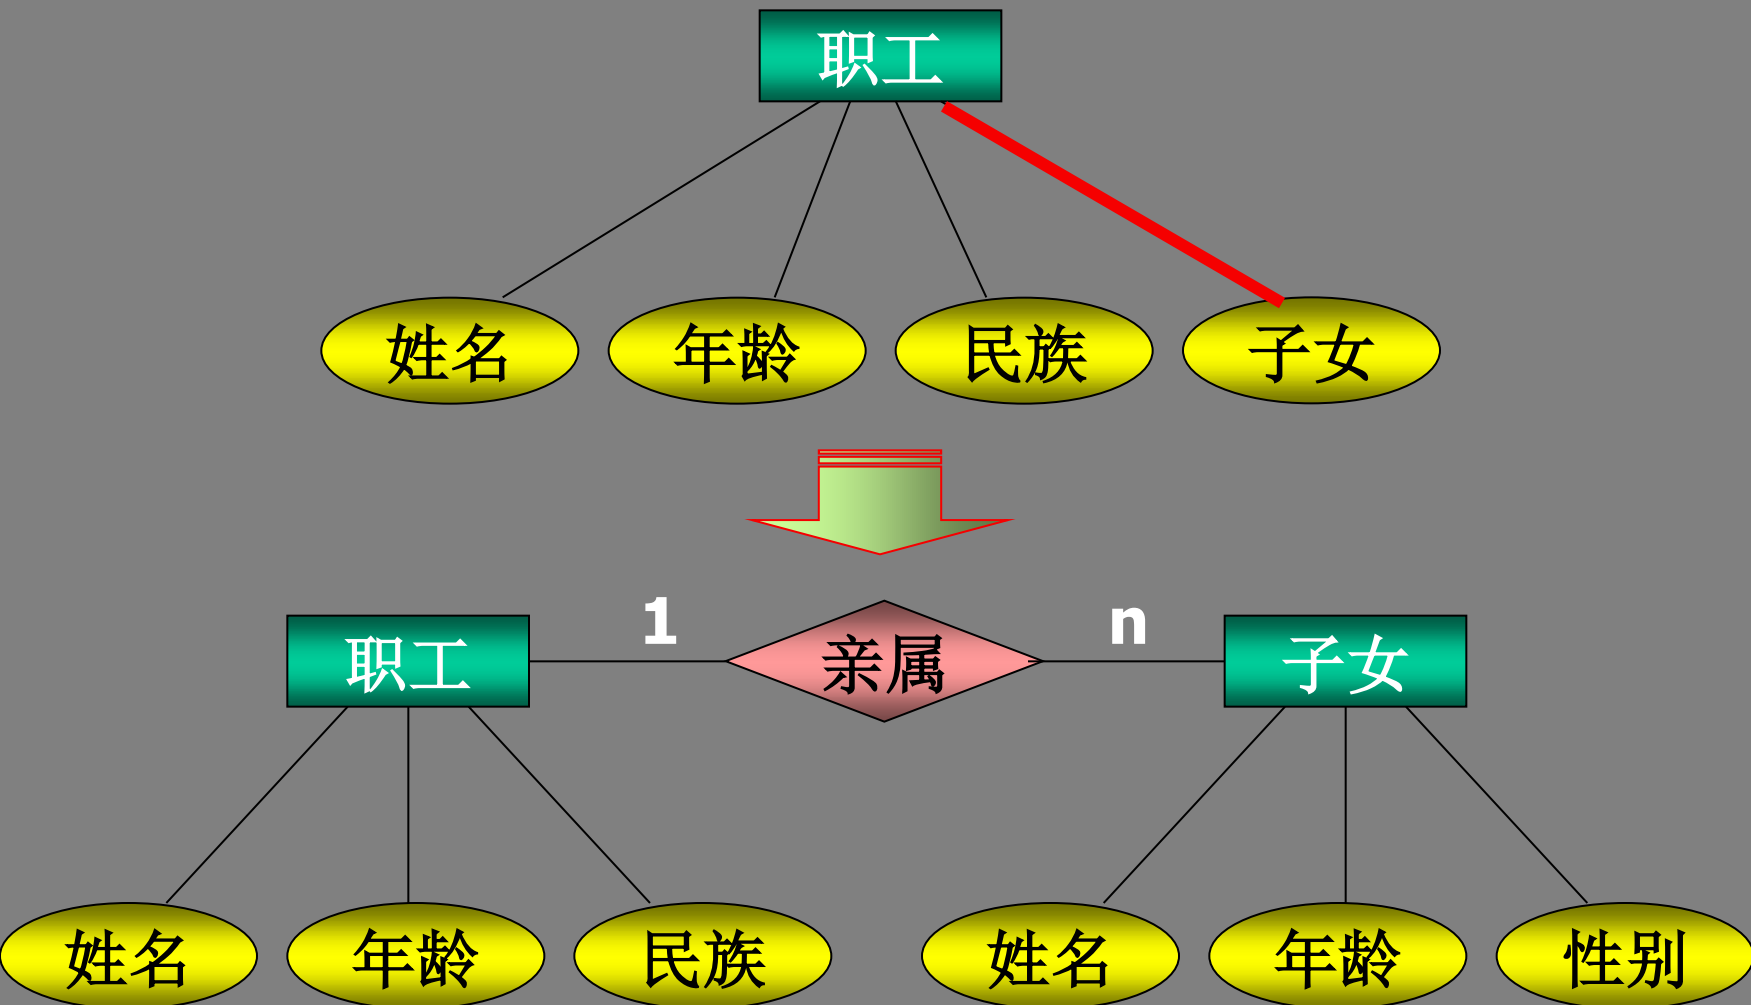 职工
姓名 年龄 民族 子女
1 n
职工 亲属 子女
姓名 年龄 民族 姓名 年龄 性别